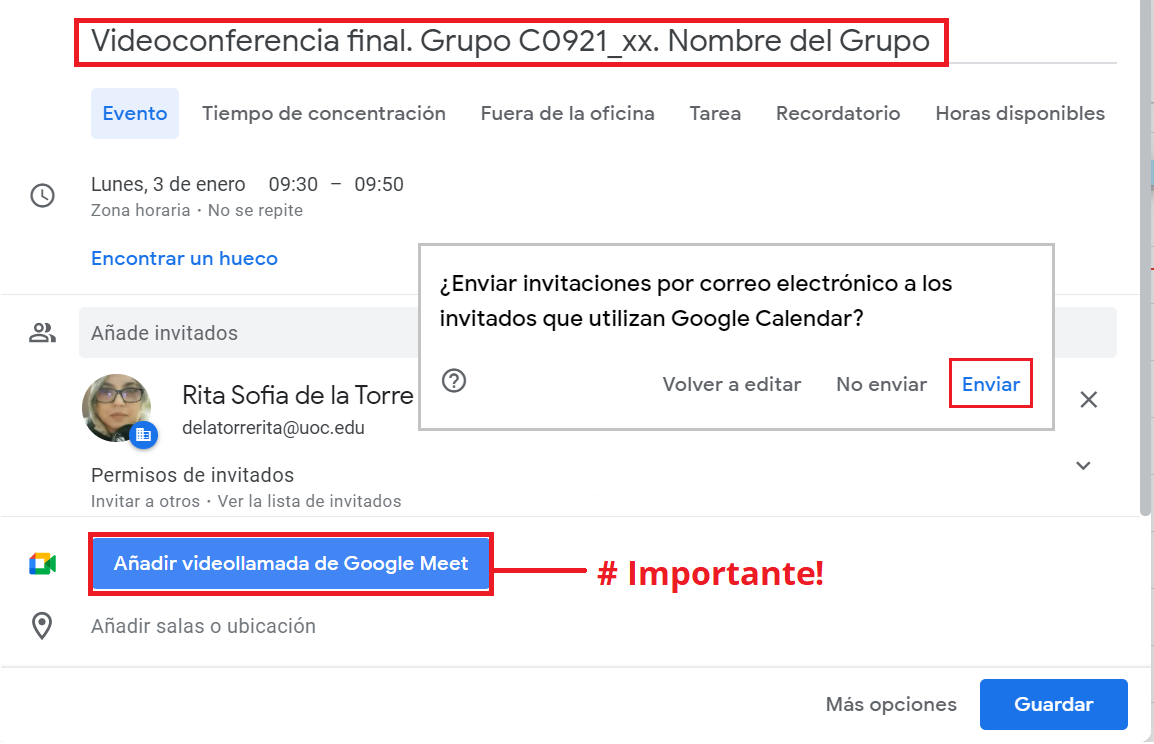 Videoconferencia final. Grupo C0921_xx. Nombre del Grupo
Evento Tiempo de concentración Fuera de la oficina Tarea Recordatorio Horas disponibles
Lunes, 3 de enero 09:30 – 09:50
Zona horaria · No se repite
Encontrar un hueco
¿Enviar invitaciones por correo electrónico a los
invitados que utilizan Google Calendar?
Volver a editar No enviar Enviar
Añade invitados
Rita Sofia de la Torre
delatorrerita@uoc.edu
Permisos de invitados
Invitar a otros · Ver la lista de invitados
Añadir videollamada de Google Meet
# Importante!
Añadir salas o ubicación
Más opciones Guardar